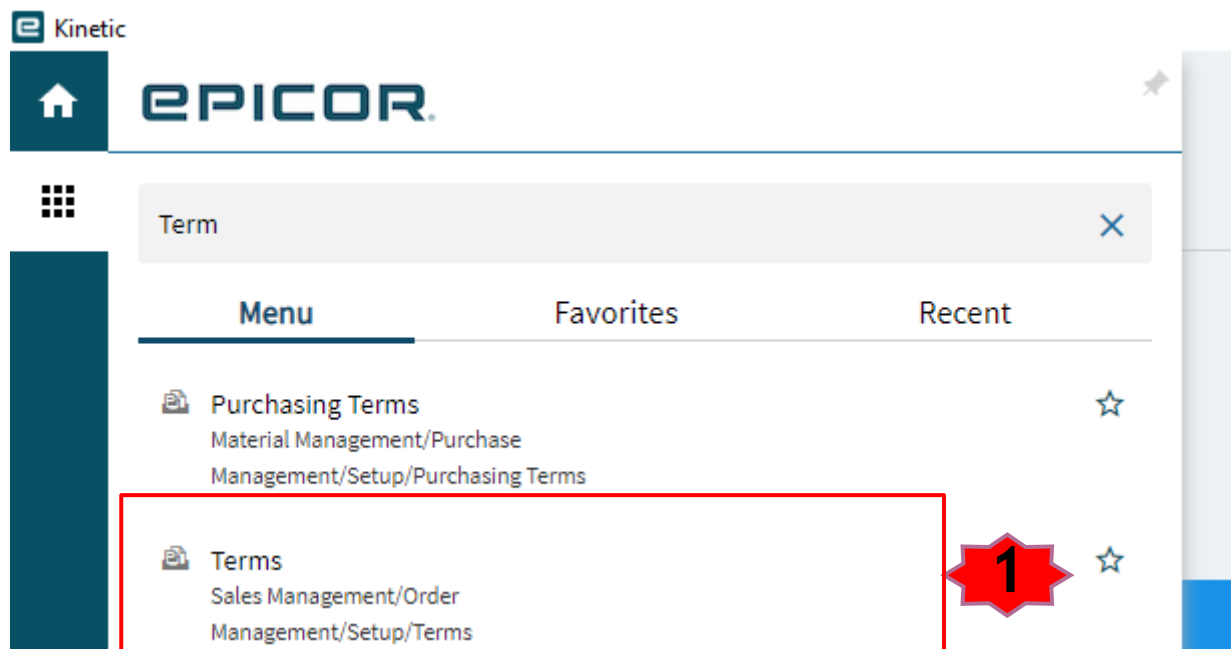 Kinetic
EPICOR.
Term
Menu Favorites Recent
Purchasing Terms
Material Management/Purchase
Management/Setup/Purchasing Terms
Terms
Sales Management/Order
Management/Setup/Terms
1